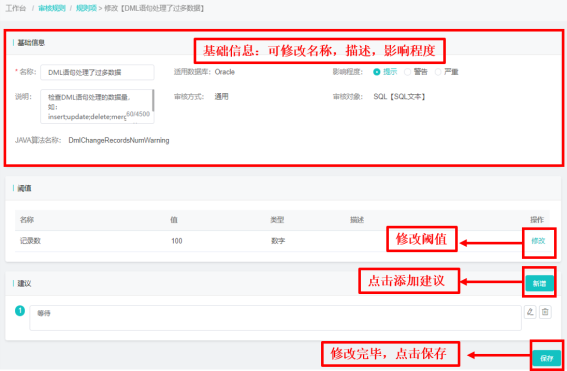 工作台 / 审核规则 / 规则项 > 修改【DML语句处理了过多数据】
基础信息
基础信息：可修改名称，描述，影响程度
* 名称： DML语句处理了过多数据 适用数据库： Oracle 影响程度： 提示 警告 严重
说明： 检查DML语句处理的数据量, 审核方式： 通用 审核对象： SQL【SQL文本】
如：
insert;update;delete;merg 60/4500
JAVA算法名称： DmlChangeRecordsNumWarning
阈值
名称 值 类型 描述 操作
记录数 100 数字 修改
修改阈值
建议 新增
点击添加建议
1 等待
修改完毕，点击保存
保存